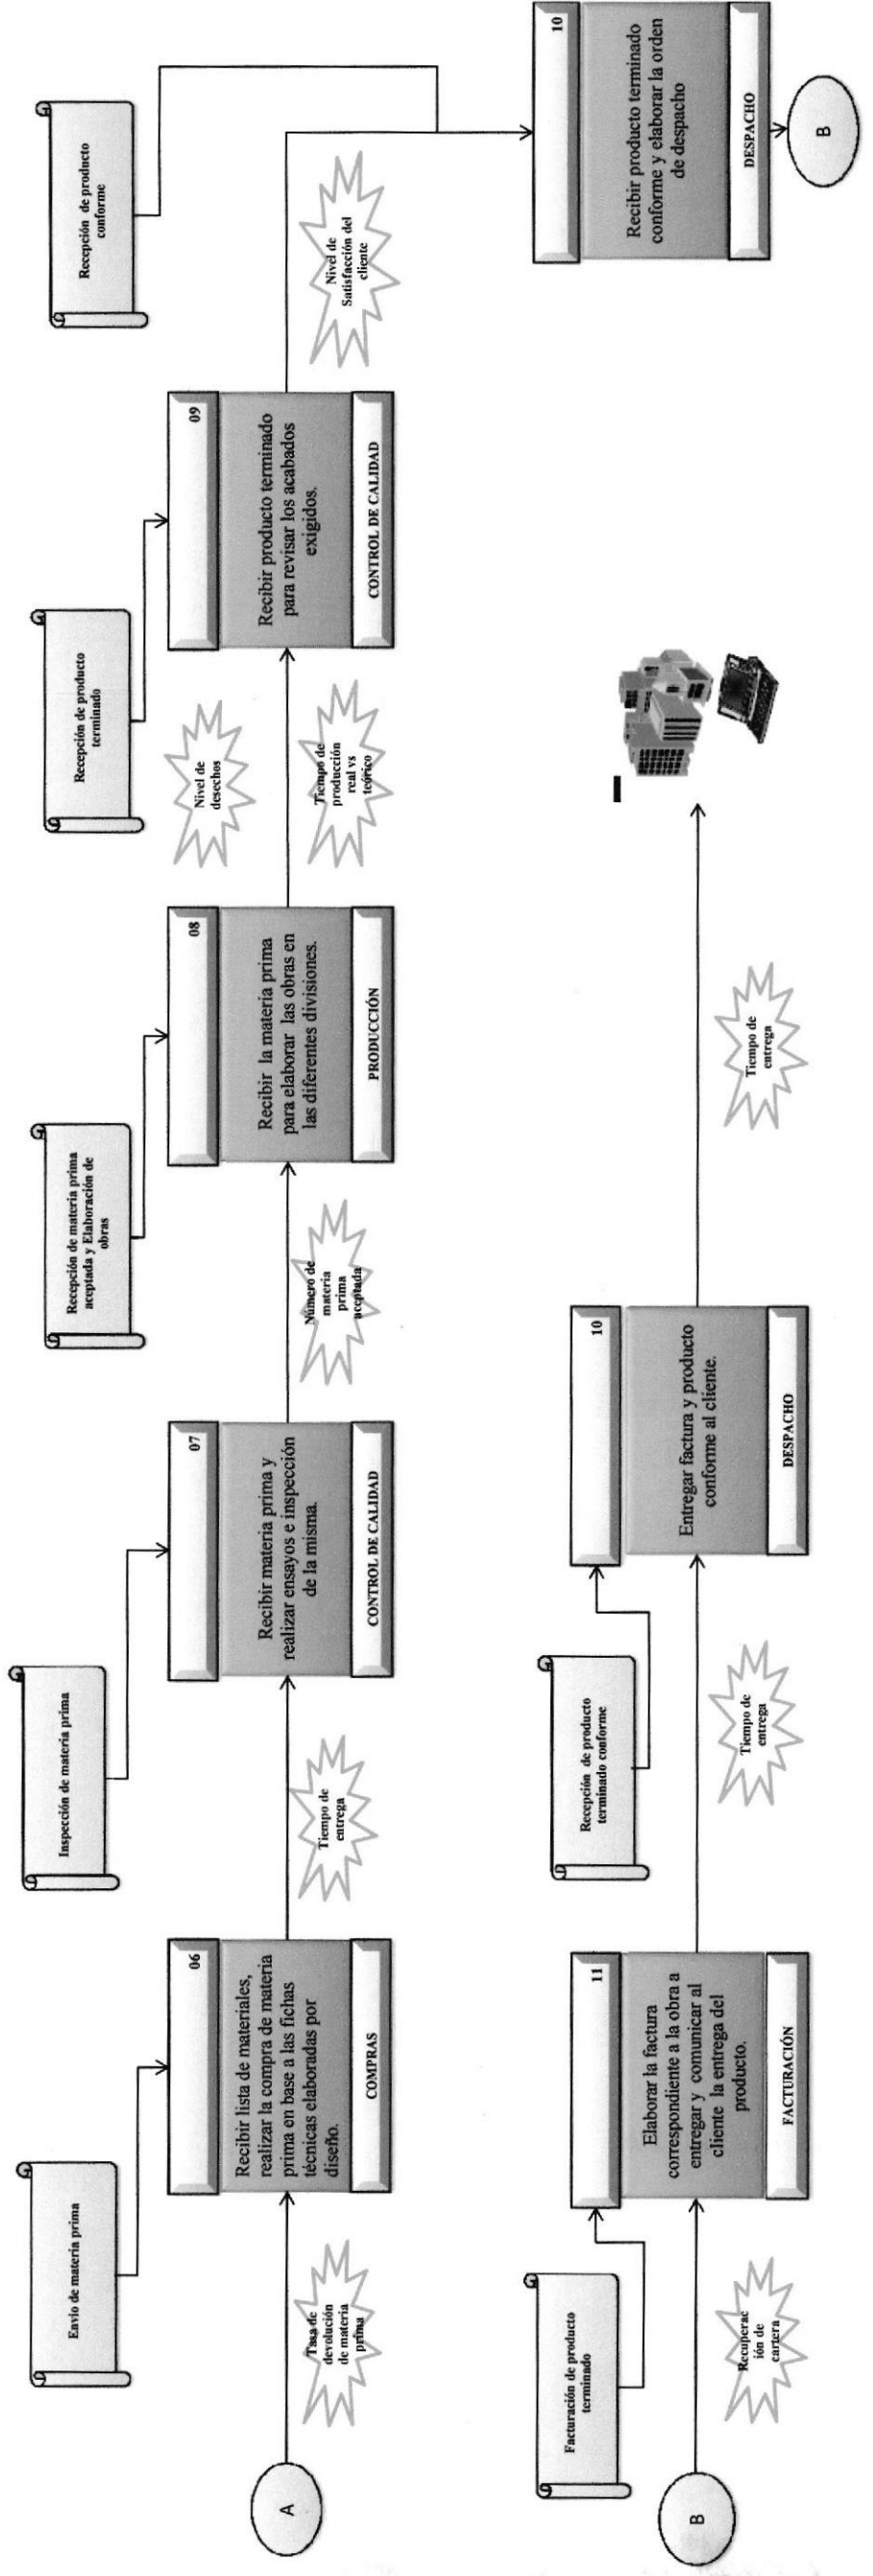 Envío de materia prima
Inspección de materia prima
Recepción de materia prima
aceptada y Elaboración de
obras
Recepción de producto
terminado
Recepción de producto
conforme
A
Tasa de
devolución
de materia
prima
06
Recibir lista de materiales,
realizar la compra de materia
prima en base a las fichas
técnicas elaboradas por
diseño.
COMPRAS
Tiempo de
entrega
07
Recibir materia prima y
realizar ensayos e inspección
de la misma.
CONTROL DE CALIDAD
Número de
materia
prima
aceptada
08
Recibir la materia prima
para elaborar las obras en
las diferentes divisiones.
PRODUCCIÓN
Nivel de
desechos
Tiempo de
producción
real vs
teórico
09
Recibir producto terminado
para revisar los acabados
exigidos.
CONTROL DE CALIDAD
Nivel de
Satisfacción del
cliente
10
Recibir producto terminado
conforme y elaborar la orden
de despacho
DESPACHO
B
Facturación de producto
terminado
B
Recuperac
ión de
cartera
11
Elaborar la factura
correspondiente a la obra a
entregar y comunicar al
cliente la entrega del
producto.
FACTURACIÓN
Recepción de producto
terminado conforme
Tiempo de
entrega
10
Entregar factura y producto
conforme al cliente.
DESPACHO
Tiempo de
entrega